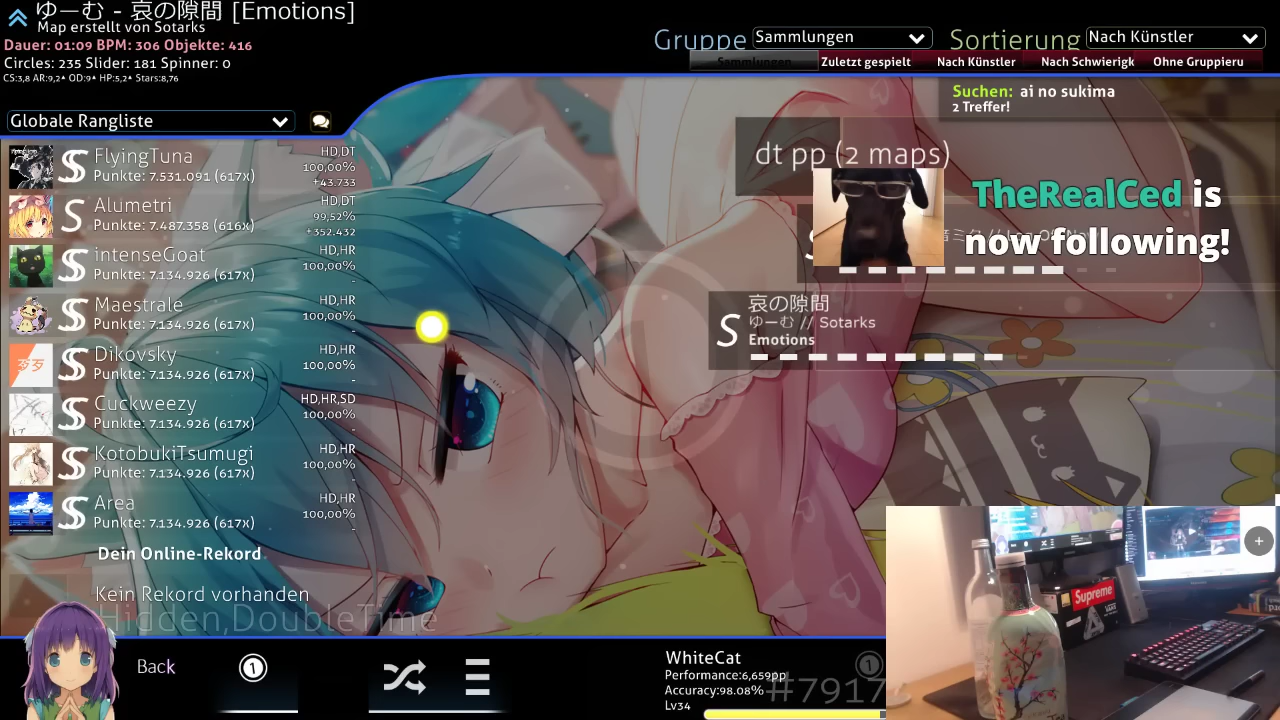 ゆーむ - 哀の隙間 [Emotions]
Map erstellt von Sotarks
Dauer: 01:09 BPM: 306 Objekte: 416
Circles: 235 Slider: 181 Spinner: 0
CS:3,8 AR:9,2 OD:9 HP:5,2 Stars:8,76
Gruppe Sammlungen Sortierung Nach Künstler
Sammlungen Zuletzt gespielt Nach Künstler Nach Schwierigk Ohne Gruppieru
Suchen: ai no sukima
2 Treffer!
Globale Rangliste
FlyingTuna HD,DT
Punkte: 7.531.091 (617x) 100,00%
+43.733
Alumetri HD,DT
Punkte: 7.487.358 (616x) 99,52%
+352.432
intenseGoat HD,HR
Punkte: 7.134.926 (617x) 100,00%
-
Maestrale HD,HR
Punkte: 7.134.926 (617x) 100,00%
-
Dikovsky HD,HR
Punkte: 7.134.926 (617x) 100,00%
-
Cuckweezy HD,HR,SD
Punkte: 7.134.926 (617x) 100,00%
-
KotobukiTsumugi HD,HR
Punkte: 7.134.926 (617x) 100,00%
-
Area HD,HR
Punkte: 7.134.926 (617x) 100,00%
-
Dein Online-Rekord
Kein Rekord vorhanden
Hidden,DoubleTime
dt pp (2 maps)
TheRealCed is
now following!
S
哀の隙間
ゆーむ // Sotarks
Emotions
Supreme
Back
1
WhiteCat
Performance:6,659pp
Accuracy:98.08%
Lv34
#7917
1